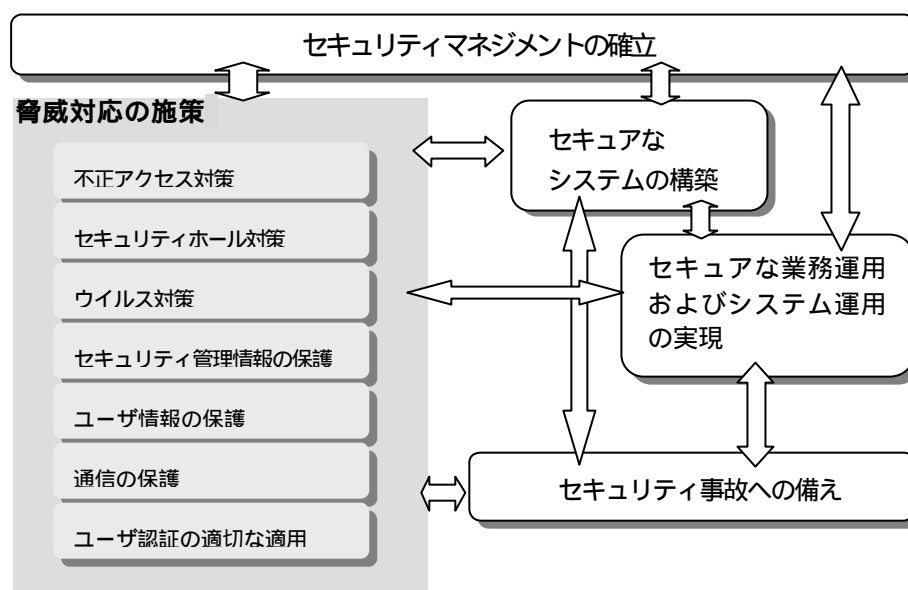 セキュリティマネジメントの確立
脅威対応の施策
不正アクセス対策
セキュリティホール対策
ウイルス対策
セキュリティ管理情報の保護
ユーザ情報の保護
通信の保護
ユーザ認証の適切な適用
セキュアな
システムの構築
セキュアな業務運用
およびシステム運用
の実現
セキュリティ事故への備え